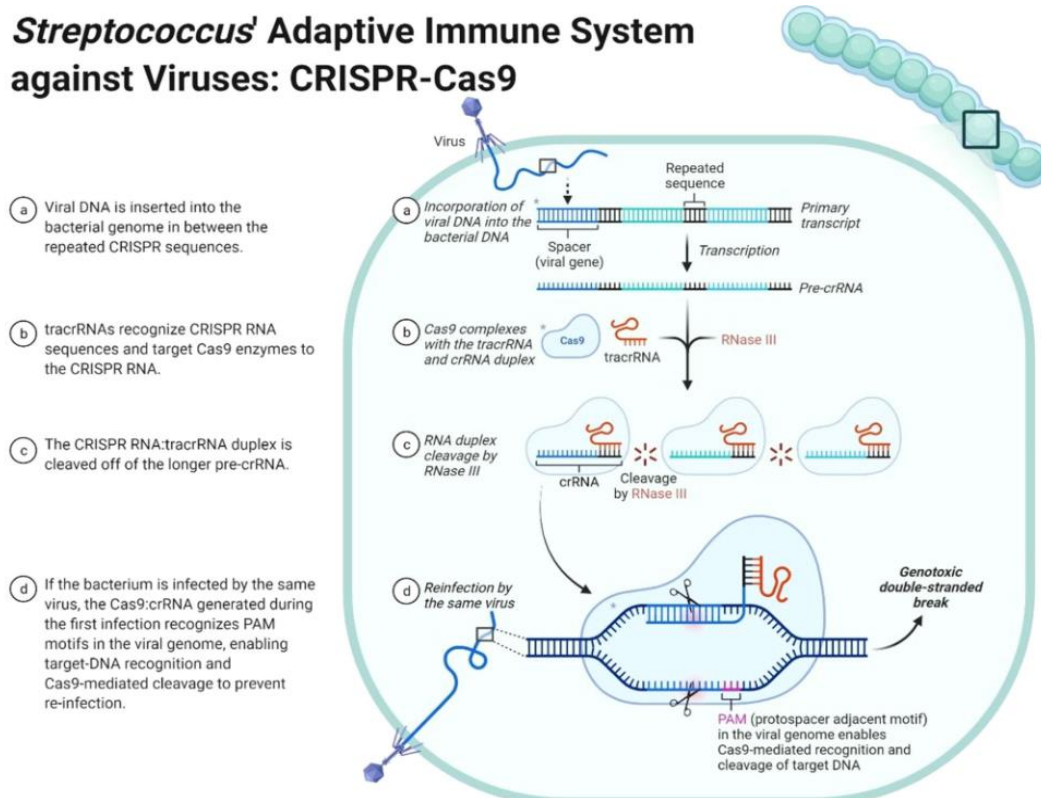 Streptococcus' Adaptive Immune System
against Viruses: CRISPR-Cas9
a
Viral DNA is inserted into the
bacterial genome in between the
repeated CRISPR sequences.
b
tracrRNAs recognize CRISPR RNA
sequences and target Cas9 enzymes to
the CRISPR RNA.
c
The CRISPR RNA:tracrRNA duplex is
cleaved off of the longer pre-crRNA.
d
If the bacterium is infected by the same
virus, the Cas9:crRNA generated during
the first infection recognizes PAM
motifs in the viral genome, enabling
target-DNA recognition and
Cas9-mediated cleavage to prevent
re-infection.
Virus
a
Incorporation of
viral DNA into the
bacterial DNA
*
Repeated
sequence
Primary
transcript
Spacer
(viral gene)
Transcription
Pre-crRNA
b
Cas9 complexes
with the tracrRNA
and crRNA duplex
*
Cas9
tracrRNA
RNase III
c
RNA duplex
cleavage by
RNase III
crRNA
Cleavage
by RNase III
d
Reinfection by
the same virus
*
Genotoxic
double-stranded
break
PAM (protospacer adjacent motif)
in the viral genome enables
Cas9-mediated recognition and
cleavage of target DNA